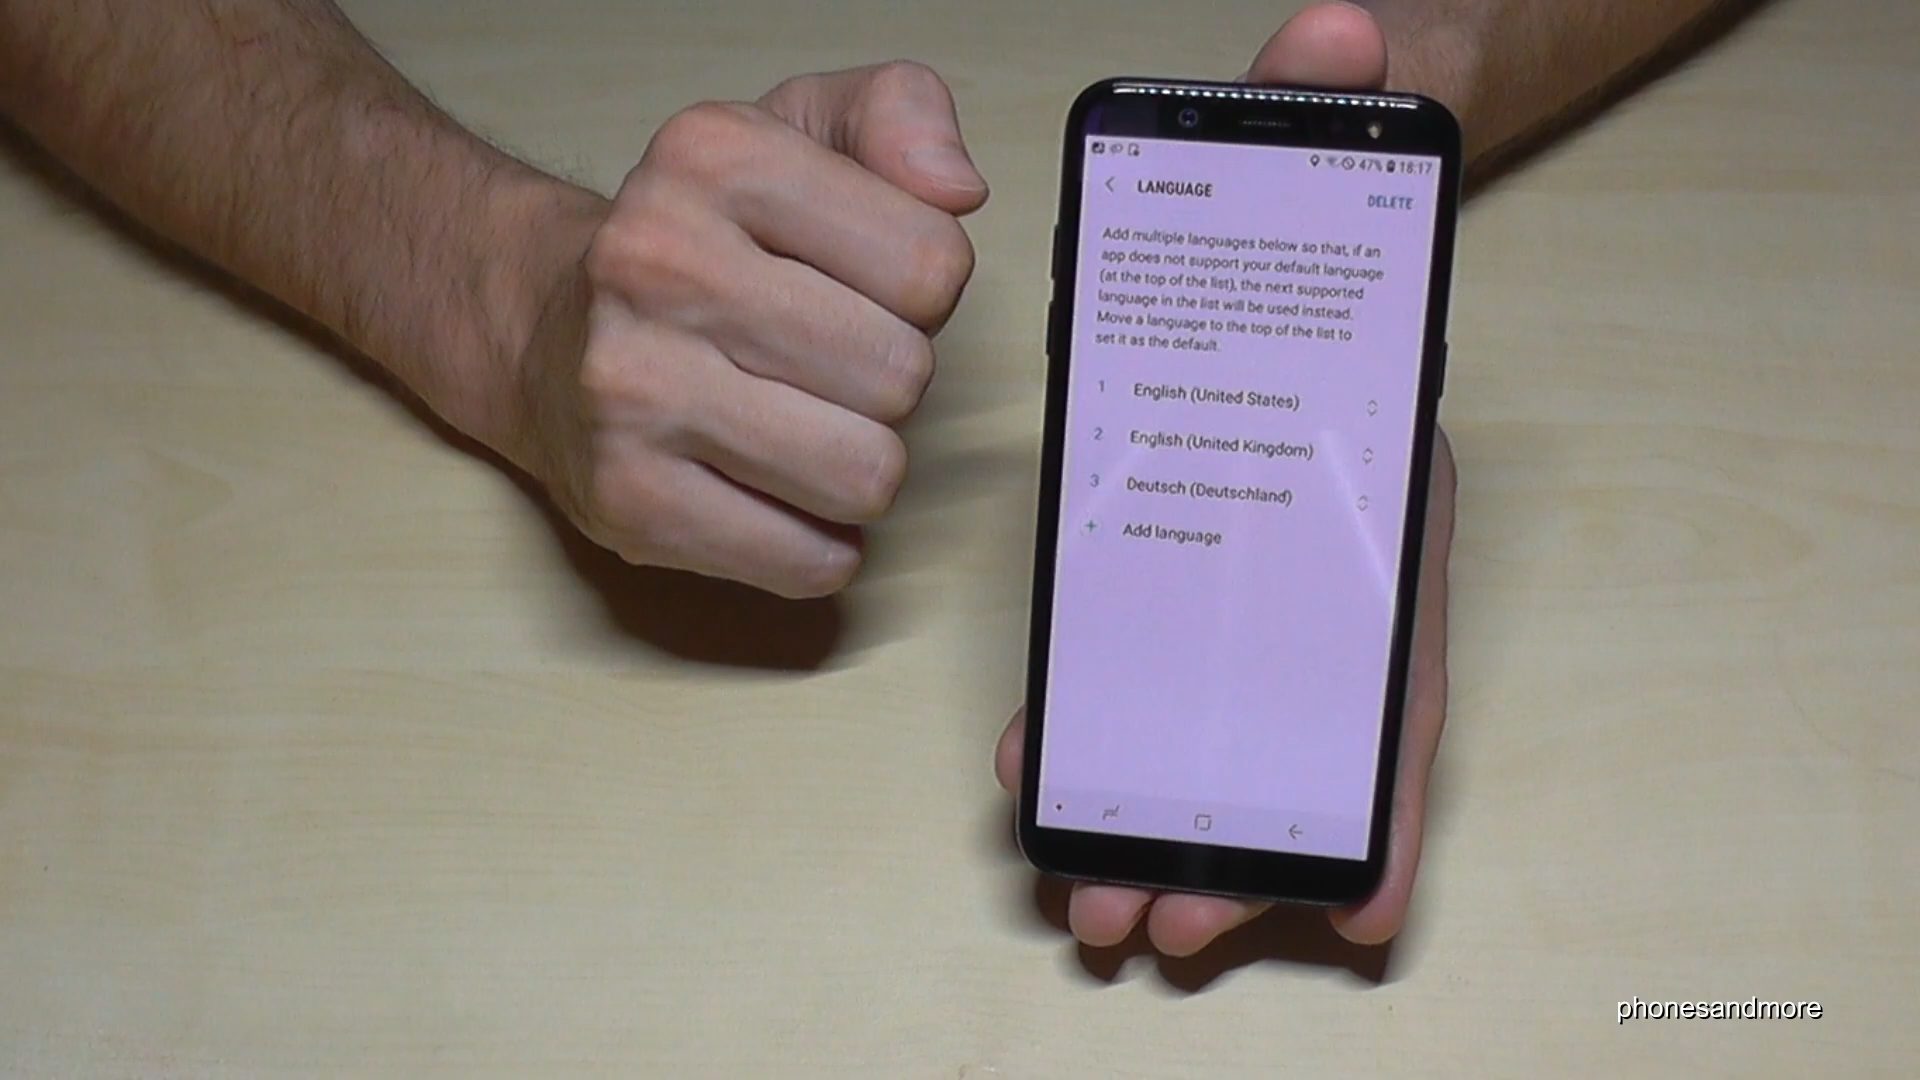 47% 18:17
LANGUAGE
DELETE
Add multiple languages below so that, if an
app does not support your default language
(at the top of the list), the next supported
language in the list will be used instead.
Move a language to the top of the list to
set it as the default.
1 English (United States)
2 English (United Kingdom)
3 Deutsch (Deutschland)
+ Add language
phonesandmore